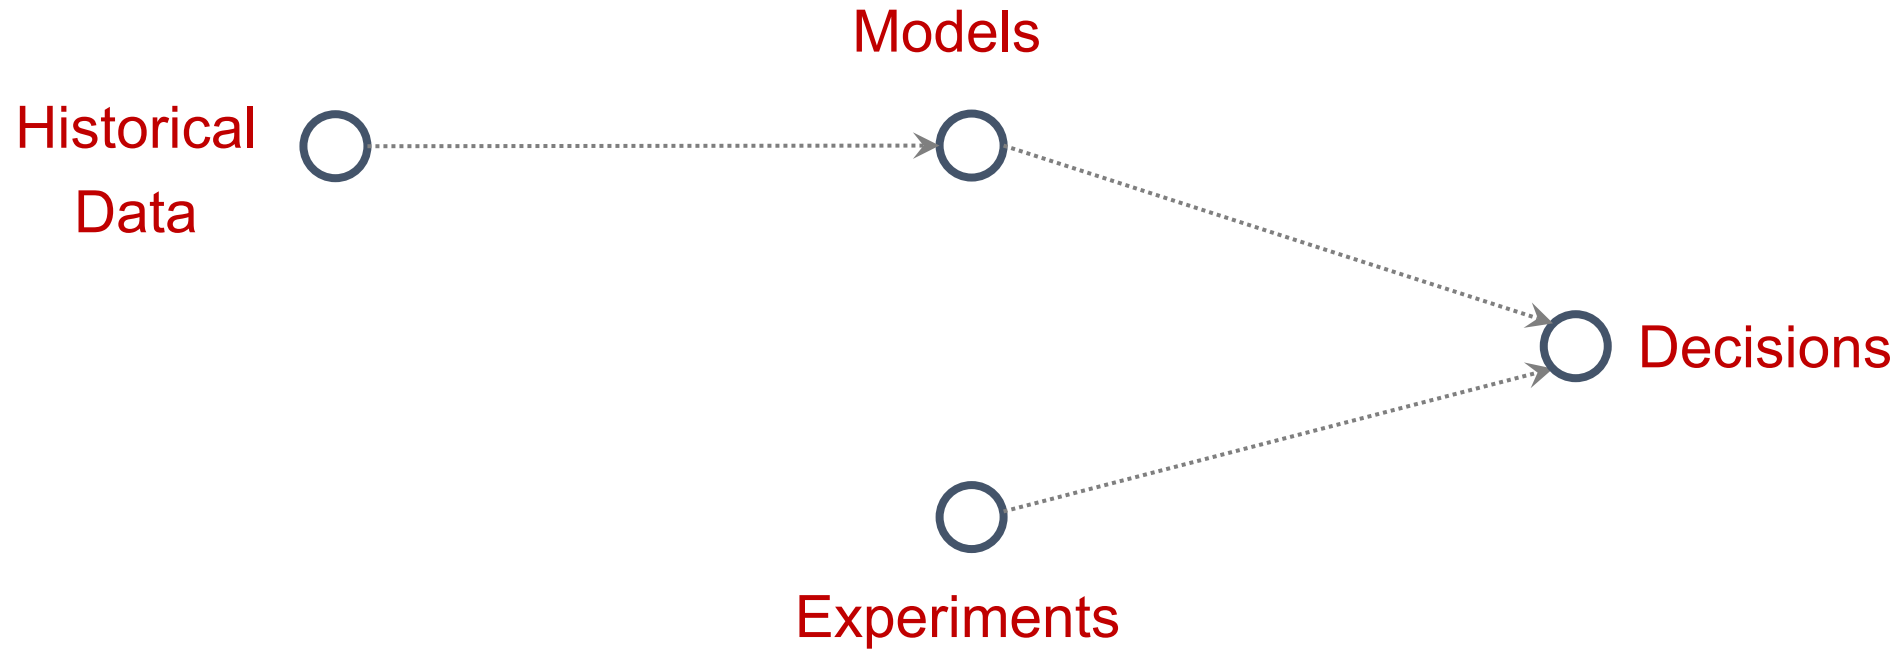 Models
Historical
Data
Decisions
Experiments